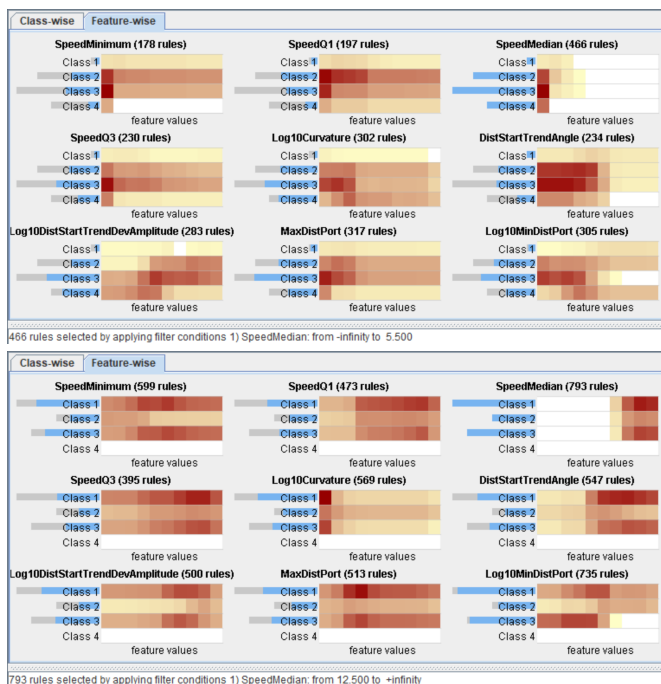 Class-wise Feature-wise
SpeedMinimum (178 rules) SpeedQ1 (197 rules) SpeedMedian (466 rules)
Class 1 Class 1 Class 1
Class 2 Class 2 Class 2
Class 3 Class 3 Class 3
Class 4 Class 4 Class 4
feature values feature values feature values
SpeedQ3 (230 rules) Log10Curvature (302 rules) DistStartTrendAngle (234 rules)
Class 1 Class 1 Class 1
Class 2 Class 2 Class 2
Class 3 Class 3 Class 3
Class 4 Class 4 Class 4
feature values feature values feature values
Log10DistStartTrendDevAmplitude (283 rules) MaxDistPort (317 rules) Log10MinDistPort (305 rules)
Class 1 Class 1 Class 1
Class 2 Class 2 Class 2
Class 3 Class 3 Class 3
Class 4 Class 4 Class 4
feature values feature values feature values
466 rules selected by applying filter conditions 1) SpeedMedian: from -infinity to 5.500
Class-wise Feature-wise
SpeedMinimum (599 rules) SpeedQ1 (473 rules) SpeedMedian (793 rules)
Class 1 Class 1 Class 1
Class 2 Class 2 Class 2
Class 3 Class 3 Class 3
Class 4 Class 4 Class 4
feature values feature values feature values
SpeedQ3 (395 rules) Log10Curvature (569 rules) DistStartTrendAngle (547 rules)
Class 1 Class 1 Class 1
Class 2 Class 2 Class 2
Class 3 Class 3 Class 3
Class 4 Class 4 Class 4
feature values feature values feature values
Log10DistStartTrendDevAmplitude (500 rules) MaxDistPort (513 rules) Log10MinDistPort (735 rules)
Class 1 Class 1 Class 1
Class 2 Class 2 Class 2
Class 3 Class 3 Class 3
Class 4 Class 4 Class 4
feature values feature values feature values
793 rules selected by applying filter conditions 1) SpeedMedian: from 12.500 to +infinity